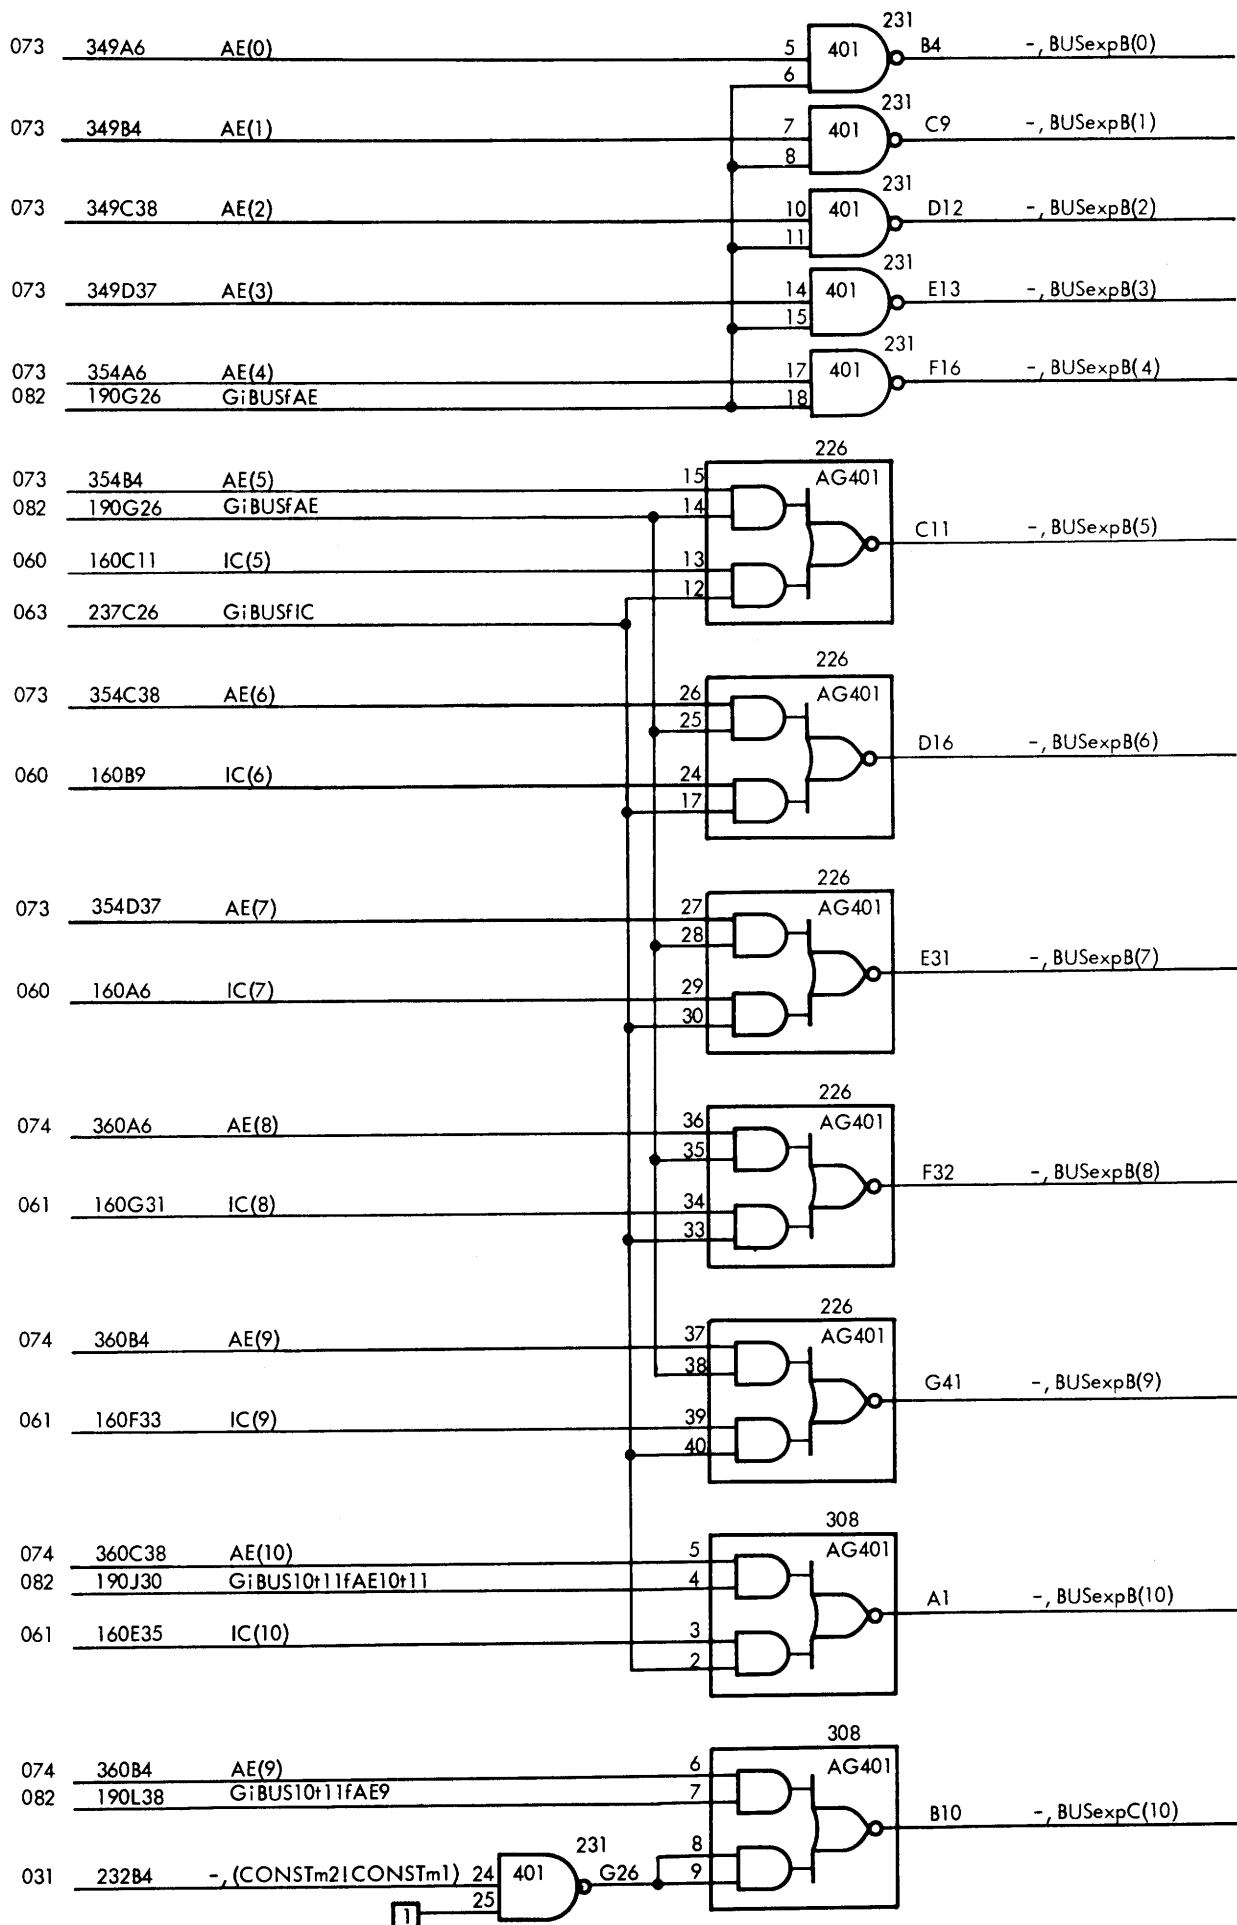 231
073 349A6 AE(0) 5 401 B4 -, BUSexpB(0)
6
231
073 349B4 AE(1) 7 401 C9 -, BUSexpB(1)
8
231
073 349C38 AE(2) 10 401 D12 -, BUSexpB(2)
11
231
073 349D37 AE(3) 14 401 E13 -, BUSexpB(3)
15
231
073 354A6 AE(4) 17 401 F16 -, BUSexpB(4)
082 190G26 GiBUSfAE 18
226
073 354B4 AE(5) 15 AG401
082 190G26 GiBUSfAE 14
C11 -, BUSexpB(5)
060 160C11 IC(5) 13
12
063 237C26 GiBUSfIC
226
073 354C38 AE(6) 26 AG401
25
D16 -, BUSexpB(6)
060 160B9 IC(6) 24
17
226
073 354D37 AE(7) 27 AG401
28
E31 -, BUSexpB(7)
060 160A6 IC(7) 29
30
226
074 360A6 AE(8) 36 AG401
35
F32 -, BUSexpB(8)
061 160G31 IC(8) 34
33
226
074 360B4 AE(9) 37 AG401
38
G41 -, BUSexpB(9)
061 160F33 IC(9) 39
40
308
074 360C38 AE(10) 5 AG401
082 190J30 GiBUS10t11fAE10t11 4
A1 -, BUSexpB(10)
061 160E35 IC(10) 3
2
308
074 360B4 AE(9) 6 AG401
082 190L38 GiBUS10t11fAE9 7
B10 -, BUSexpC(10)
231 8
031 232B4 -, (CONSTm2!CONSTm1) 24 401 G26 9
25
1